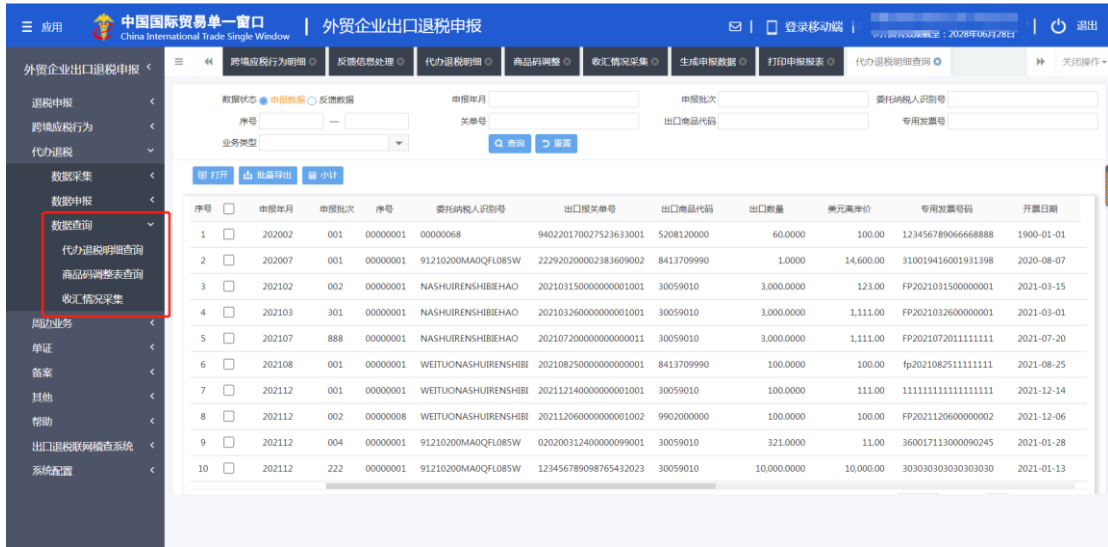 应用 中国国际贸易单一窗口 外贸企业出口退税申报 登录移动端 退出
China International Trade Single Window
2028年06月28日
外贸企业出口退税申报 跨境应税行为明细 反馈信息处理 代办退税明细 商品码调整 收汇情况采集 生成申报数据 打印申报报表 代办退税明细查询 关闭操作
退税申报
跨境应税行为
代办退税
数据采集
数据申报
数据查询
代办退税明细查询
商品码调整表查询
收汇情况采集
周边业务
单证
备案
其他
帮助
出口退税联网稽查系统
系统配置
数据状态 申报数据 反馈数据 申报年月 申报批次 委托纳税人识别号
序号 — 关单号 出口商品代码 专用发票号
业务类型 查询 重置
打开 批量导出 小计
序号 申报年月 申报批次 序号 委托纳税人识别号 出口报关单号 出口商品代码 出口数量 美元离岸价 专用发票号码 开票日期
1 202002 001 00000001 00000068 940220170027523633001 5208120000 60.0000 100.00 123456789066668888 1900-01-01
2 202007 001 00000001 91210200MA0QFL085W 222920200002383609002 8413709990 1.0000 14,600.00 310019416001931398 2020-08-07
3 202102 002 00000001 NASHUIRENSHIBIEHAO 202103150000000001001 30059010 3,000.0000 123.00 FP2021031500000001 2021-03-15
4 202103 301 00000001 NASHUIRENSHIBIEHAO 202103260000000001001 30059010 3,000.0000 1,111.00 FP2021032600000001 2021-03-01
5 202107 888 00000001 NASHUIRENSHIBIEHAO 202107200000000000011 30059010 3,000.0000 1,111.00 FP2021072011111111 2021-07-20
6 202108 001 00000001 WEITUONASHUIRENSHIBI 202108250000000000001 8413709990 100.0000 100.00 fp2021082511111111 2021-08-25
7 202112 001 00000001 WEITUONASHUIRENSHIBI 202112140000000001001 30059010 100.0000 111.00 111111111111111111 2021-12-14
8 202112 002 00000008 WEITUONASHUIRENSHIBI 202112060000000001002 9902000000 100.0000 100.00 FP2021120600000002 2021-12-06
9 202112 004 00000001 91210200MA0QFL085W 020200312400000099001 30059010 321.0000 11.00 360017113000090245 2021-01-28
10 202112 222 00000001 91210200MA0QFL085W 123456789098765432023 30059010 10,000.0000 10,000.00 303030303030303030 2021-01-13